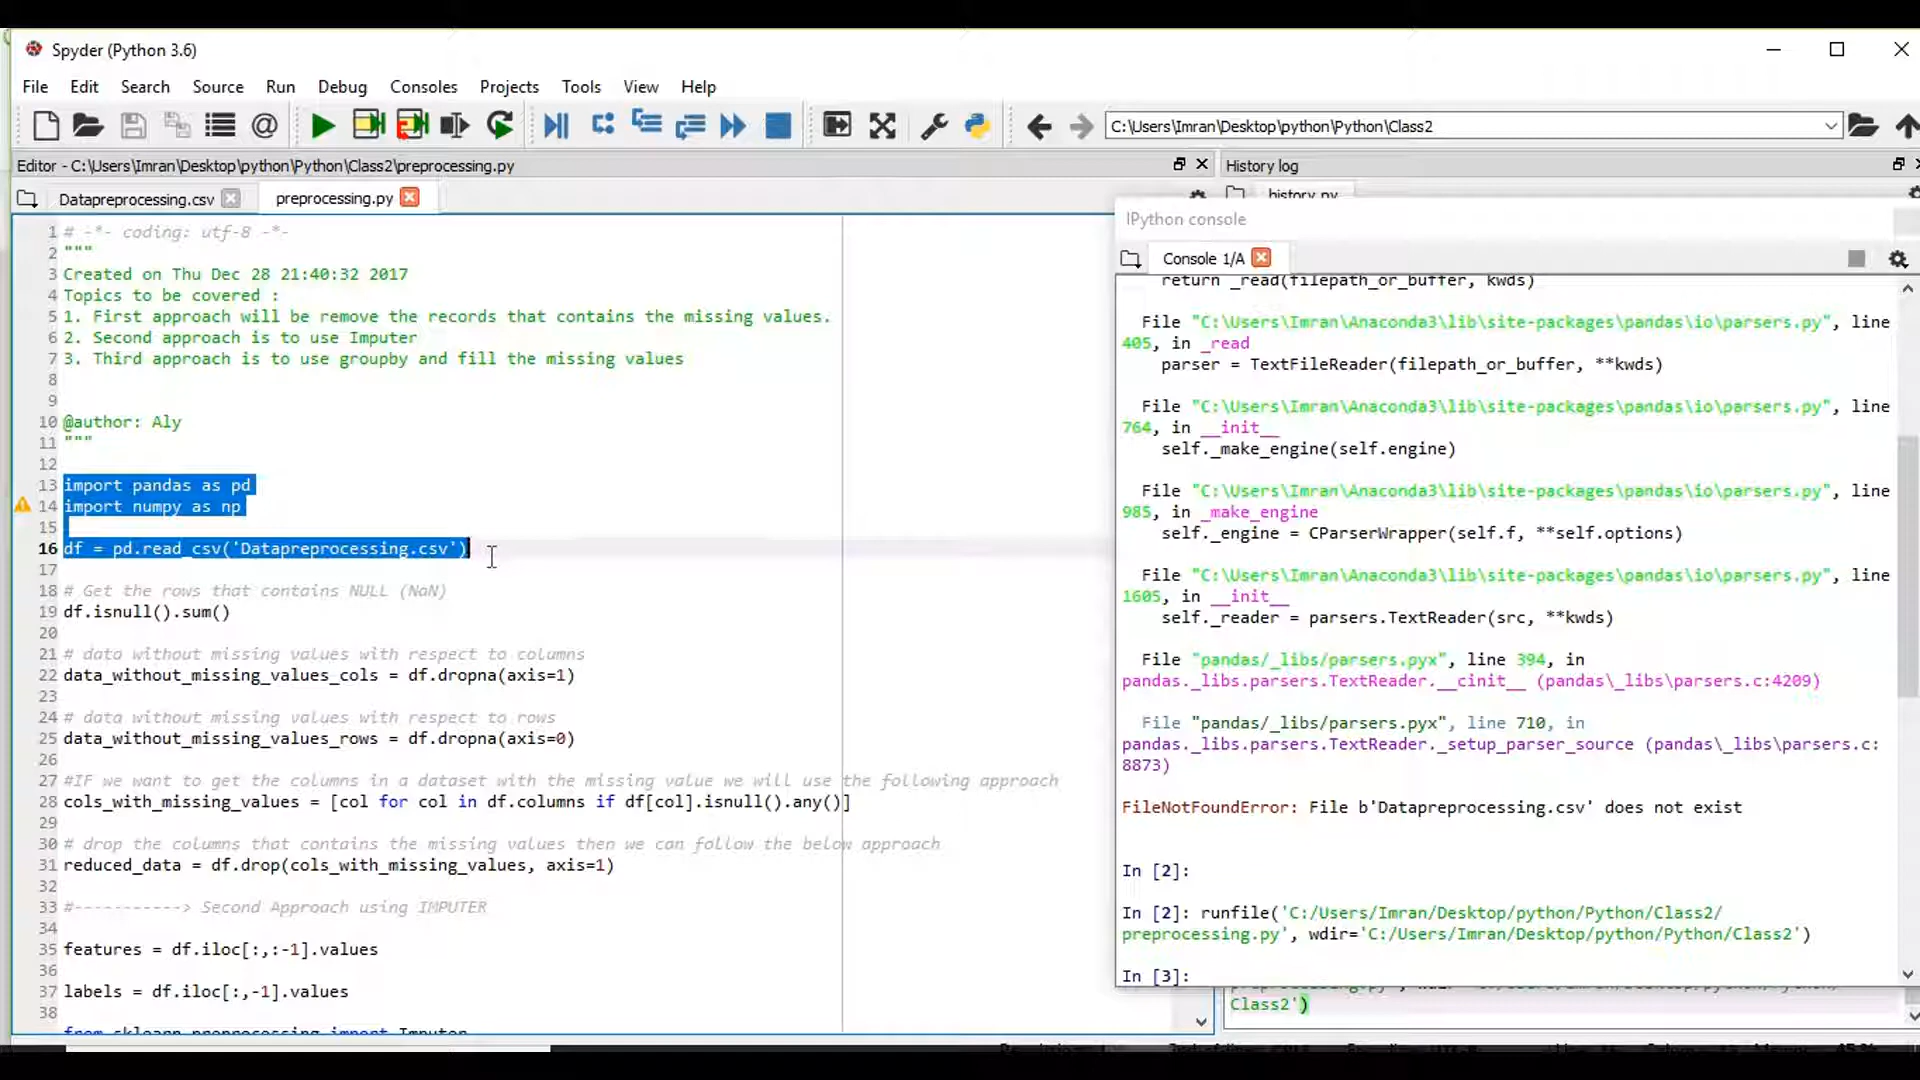 Spyder (Python 3.6)
File Edit Search Source Run Debug Consoles Projects Tools View Help
C:\Users\Imran\Desktop\python\Python\Class2
Editor - C:\Users\Imran\Desktop\python\Python\Class2\preprocessing.py
Datapreprocessing.csv
preprocessing.py
1 # -*- coding: utf-8 -*-
2 """
3 Created on Thu Dec 28 21:40:32 2017
4 Topics to be covered :
5 1. First approach will be remove the records that contains the missing values.
6 2. Second approach is to use Imputer
7 3. Third approach is to use groupby and fill the missing values
8
9
10 @author: Aly
11 """
12
13 import pandas as pd
14 import numpy as np
15
16 df = pd.read_csv('Datapreprocessing.csv')
17
18 # Get the rows that contains NULL (NaN)
19 df.isnull().sum()
20
21 # data without missing values with respect to columns
22 data_without_missing_values_cols = df.dropna(axis=1)
23
24 # data without missing values with respect to rows
25 data_without_missing_values_rows = df.dropna(axis=0)
26
27 #IF we want to get the columns in a dataset with the missing value we will use the following approach
28 cols_with_missing_values = [col for col in df.columns if df[col].isnull().any()]
29
30 # drop the columns that contains the missing values then we can follow the below approach
31 reduced_data = df.drop(cols_with_missing_values, axis=1)
32
33 #-----------> Second Approach using IMPUTER
34
35 features = df.iloc[:,:-1].values
36
37 labels = df.iloc[:,-1].values
38
from sklearn.preprocessing import Imputer
History log
history.py
IPython console
Console 1/A
return _read(filepath_or_buffer, kwds)
File "C:\Users\Imran\Anaconda3\lib\site-packages\pandas\io\parsers.py", line
405, in _read
parser = TextFileReader(filepath_or_buffer, **kwds)
File "C:\Users\Imran\Anaconda3\lib\site-packages\pandas\io\parsers.py", line
764, in __init__
self._make_engine(self.engine)
File "C:\Users\Imran\Anaconda3\lib\site-packages\pandas\io\parsers.py", line
985, in _make_engine
self._engine = CParserWrapper(self.f, **self.options)
File "C:\Users\Imran\Anaconda3\lib\site-packages\pandas\io\parsers.py", line
1605, in __init__
self._reader = parsers.TextReader(src, **kwds)
File "pandas/_libs/parsers.pyx", line 394, in
pandas._libs.parsers.TextReader.__cinit__ (pandas\_libs\parsers.c:4209)
File "pandas/_libs/parsers.pyx", line 710, in
pandas._libs.parsers.TextReader._setup_parser_source (pandas\_libs\parsers.c:
8873)
FileNotFoundError: File b'Datapreprocessing.csv' does not exist
In [2]:
In [2]: runfile('C:/Users/Imran/Desktop/python/Python/Class2/
preprocessing.py', wdir='C:/Users/Imran/Desktop/python/Python/Class2')
In [3]:
Class2')